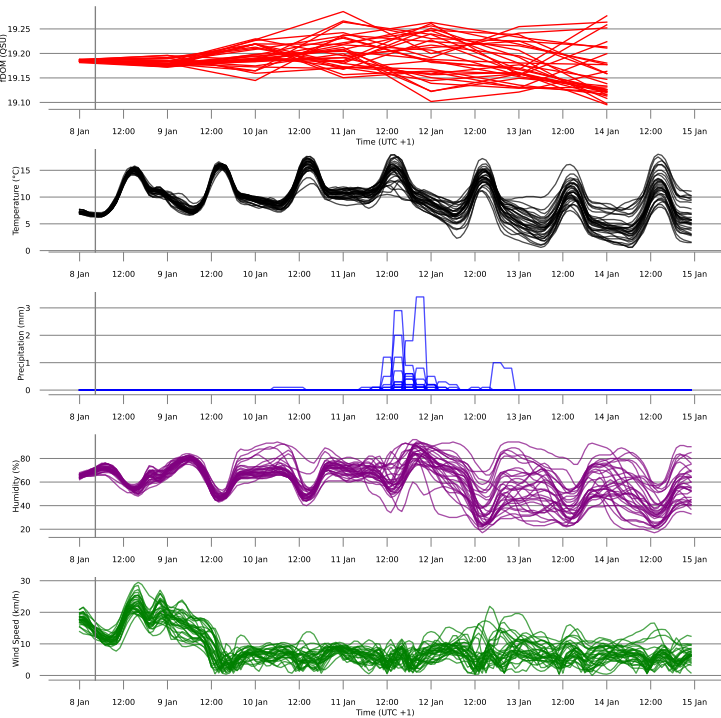 fDOM (QSU)
19.25
19.20
19.15
19.10
8 Jan 12:00 9 Jan 12:00 10 Jan 12:00 11 Jan 12:00 12 Jan 12:00 13 Jan 12:00 14 Jan 12:00 15 Jan
Time (UTC +1)
Temperature (°C)
15
10
5
0
8 Jan 12:00 9 Jan 12:00 10 Jan 12:00 11 Jan 12:00 12 Jan 12:00 13 Jan 12:00 14 Jan 12:00 15 Jan
Precipitation (mm)
3
2
1
0
8 Jan 12:00 9 Jan 12:00 10 Jan 12:00 11 Jan 12:00 12 Jan 12:00 13 Jan 12:00 14 Jan 12:00 15 Jan
Humidity (%)
80
60
40
20
8 Jan 12:00 9 Jan 12:00 10 Jan 12:00 11 Jan 12:00 12 Jan 12:00 13 Jan 12:00 14 Jan 12:00 15 Jan
Wind Speed (km/h)
30
20
10
0
8 Jan 12:00 9 Jan 12:00 10 Jan 12:00 11 Jan 12:00 12 Jan 12:00 13 Jan 12:00 14 Jan 12:00 15 Jan
Time (UTC +1)